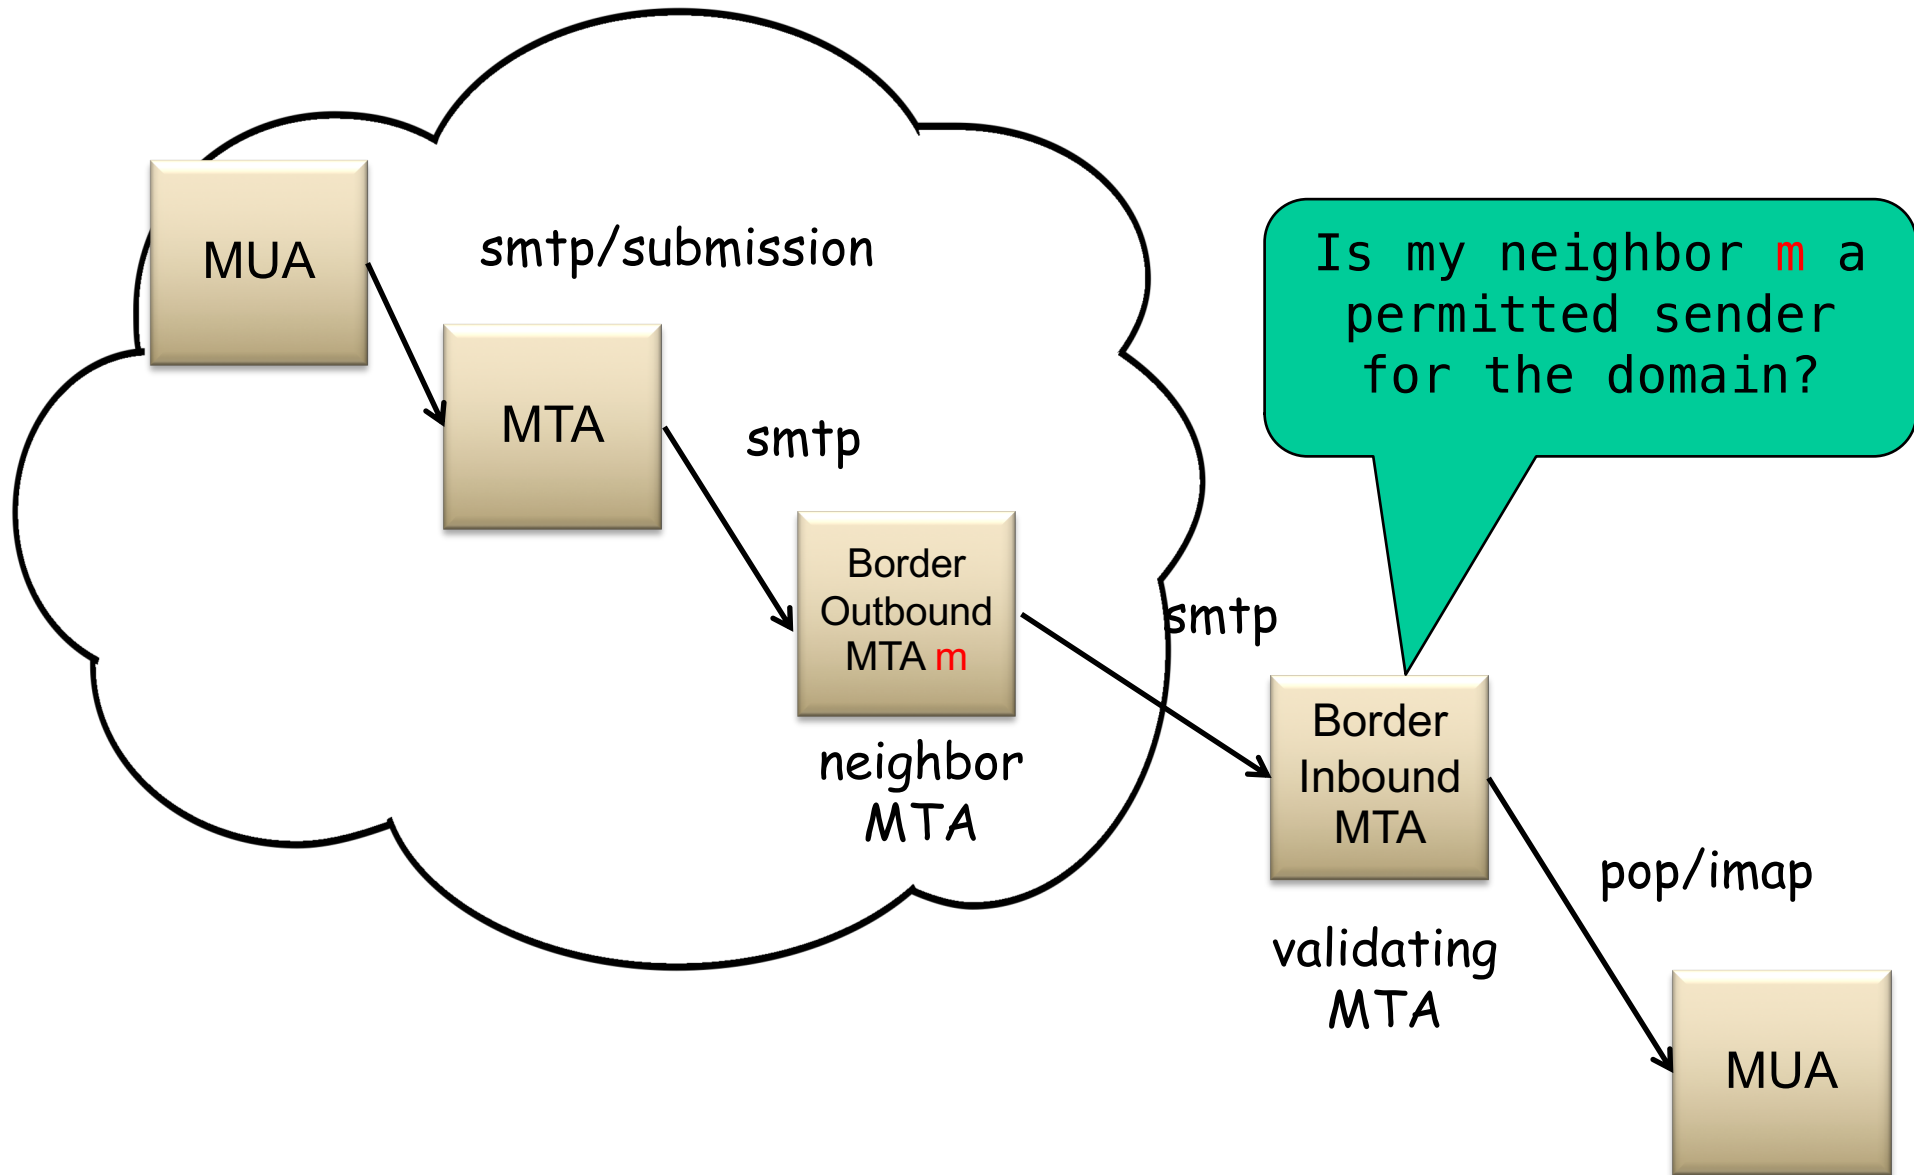 MUA
smtp/submission
Is my neighbor m a
permitted sender
for the domain?
MTA
smtp
Border
Outbound
MTA m
smtp
neighbor
MTA
Border
Inbound
MTA
pop/imap
validating
MTA
MUA